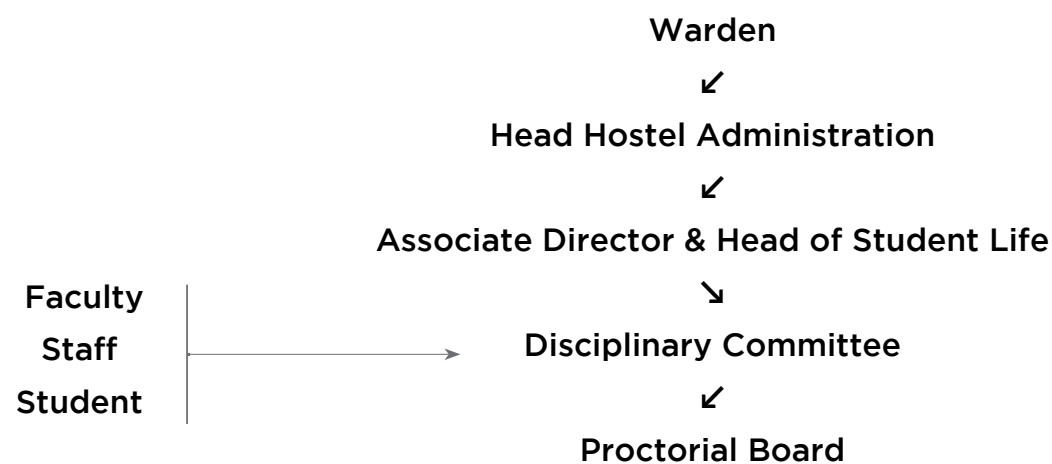 Warden
↙
Head Hostel Administration
↙
Associate Director & Head of Student Life
↘
Faculty
Staff
Student
Disciplinary Committee
↙
Proctorial Board